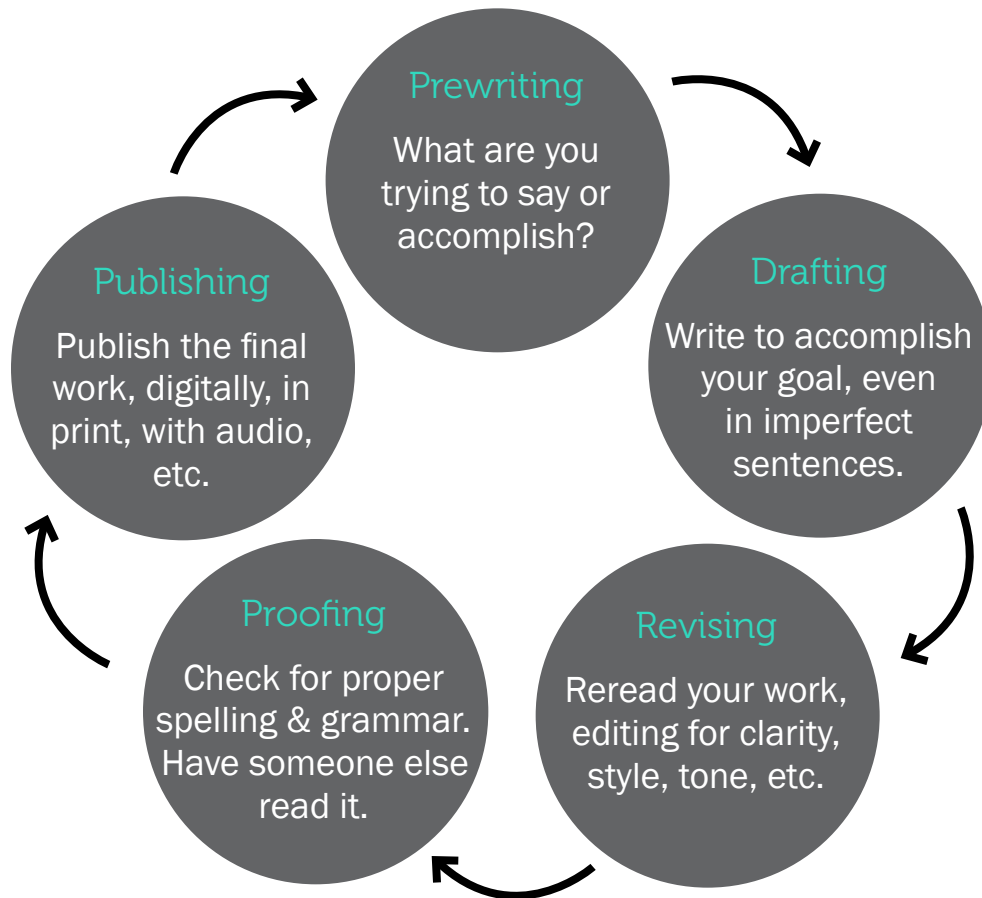 Prewriting
What are you
trying to say or
accomplish?
Drafting
Write to accomplish
your goal, even
in imperfect
sentences.
Revising
Reread your work,
editing for clarity,
style, tone, etc.
Proofing
Check for proper
spelling & grammar.
Have someone else
read it.
Publishing
Publish the final
work, digitally, in
print, with audio,
etc.